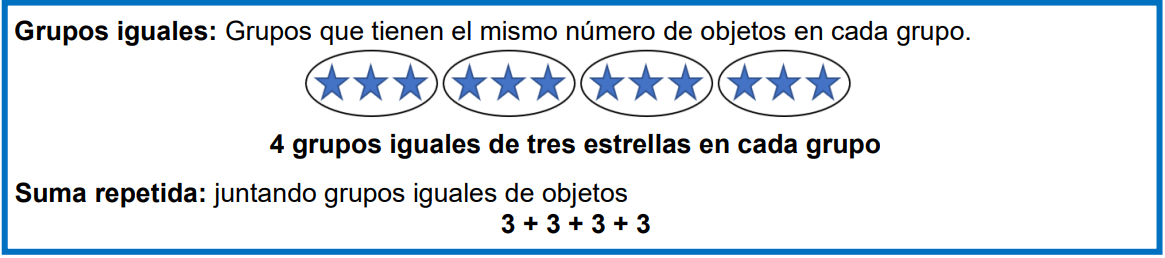 Grupos iguales: Grupos que tienen el mismo número de objetos en cada grupo.
4 grupos iguales de tres estrellas en cada grupo
Suma repetida: juntando grupos iguales de objetos
3 + 3 + 3 + 3